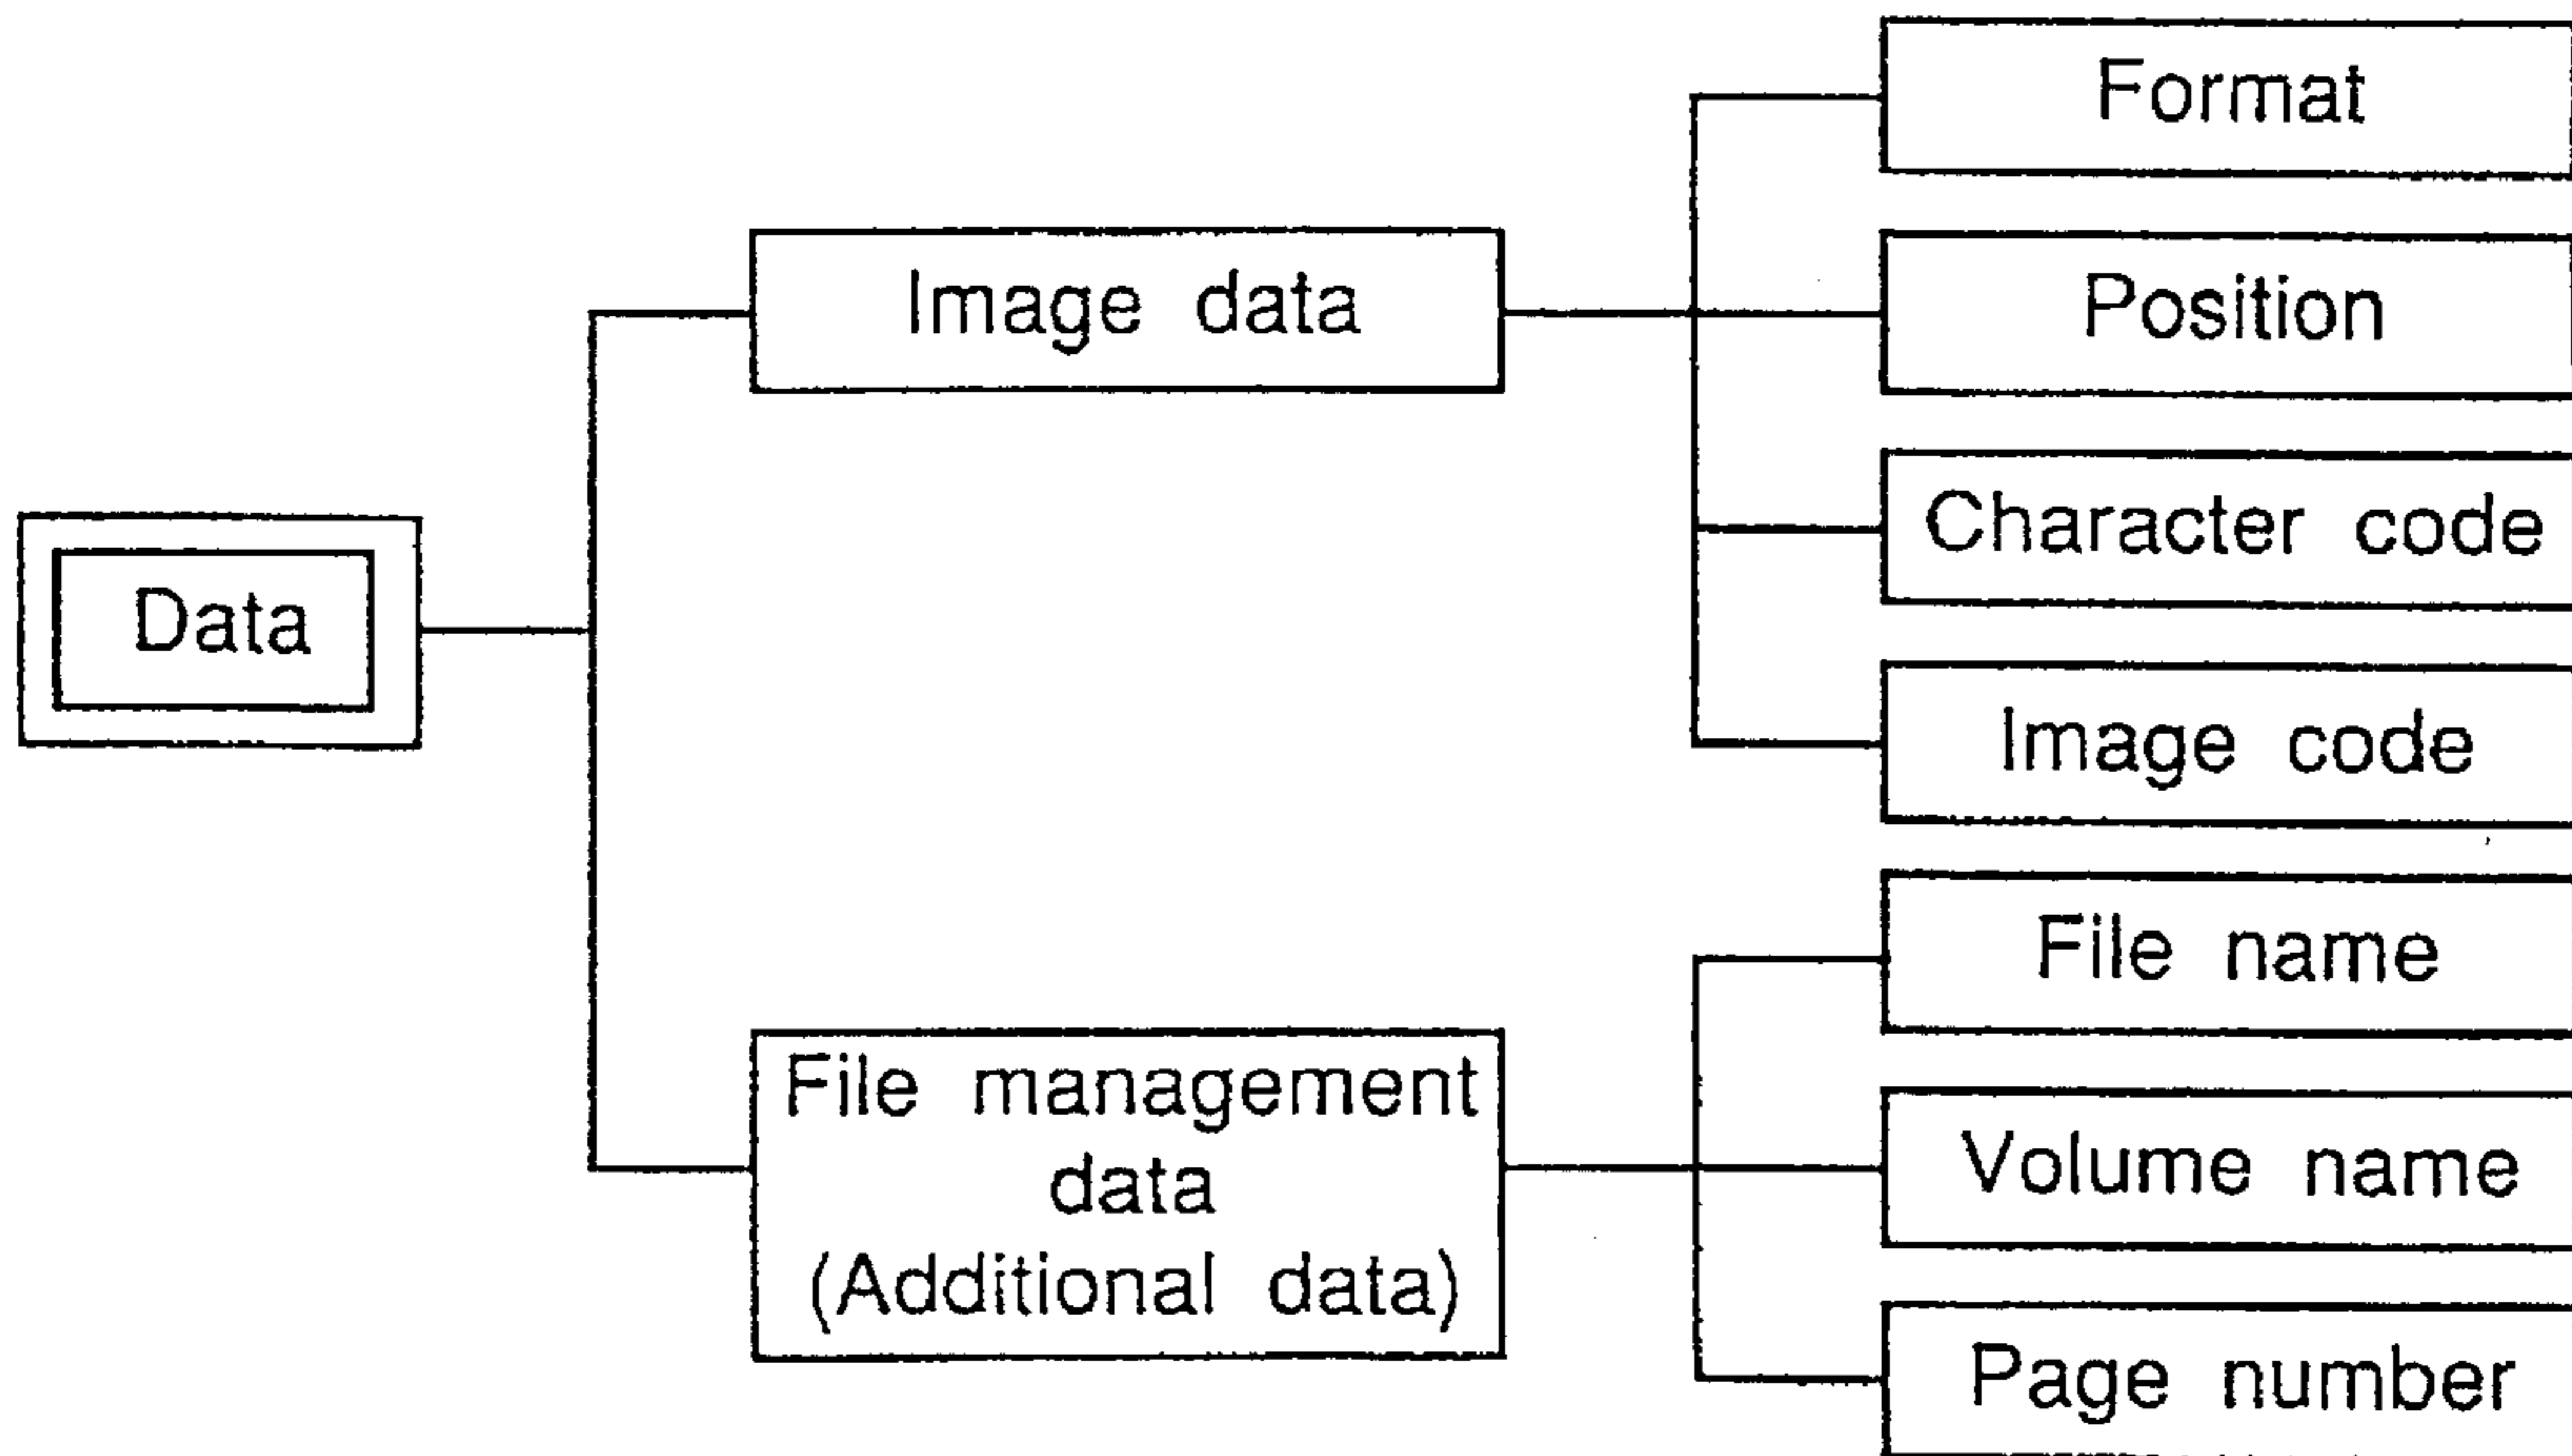 Data
Image data
Format
Position
Character code
Image code
File management
data
(Additional data)
File name
Volume name
Page number